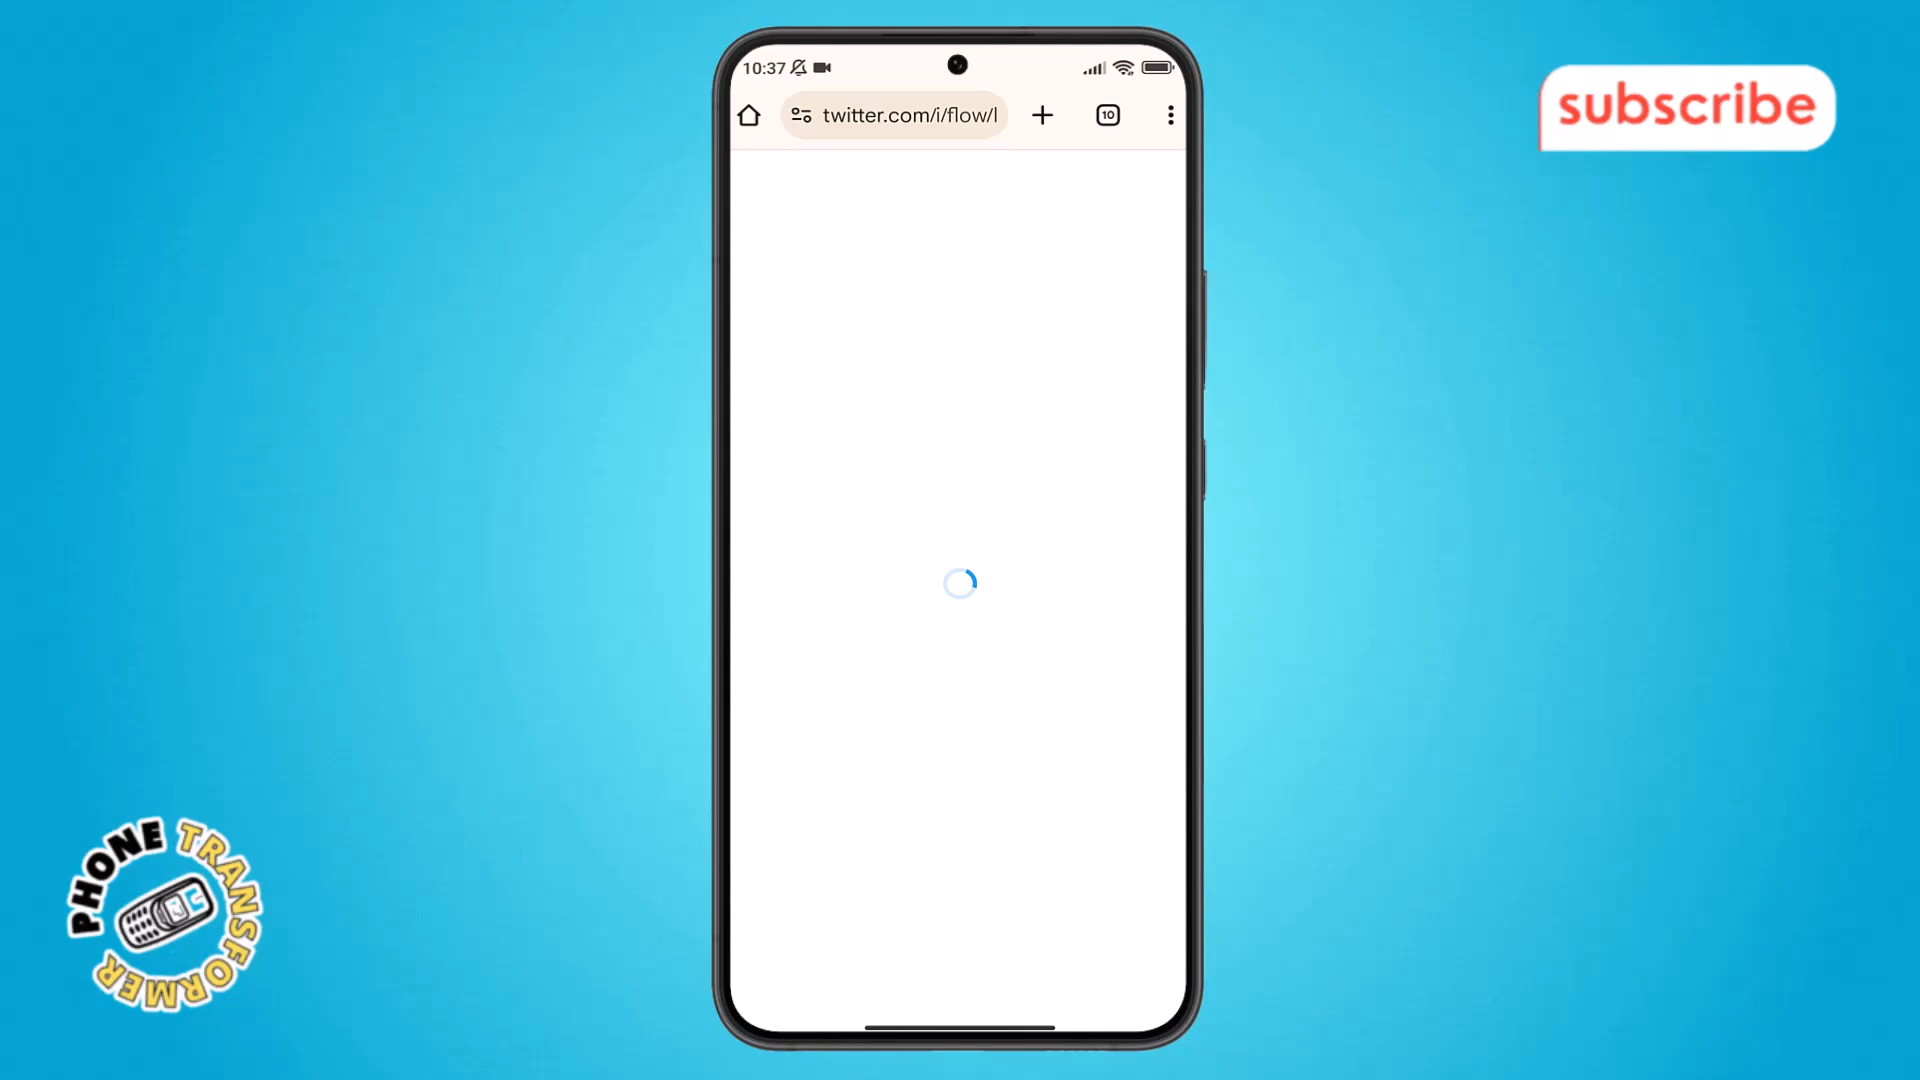 10:37
subscribe
twitter.com/i/flow/l
10
PHONE TRANSFORMER